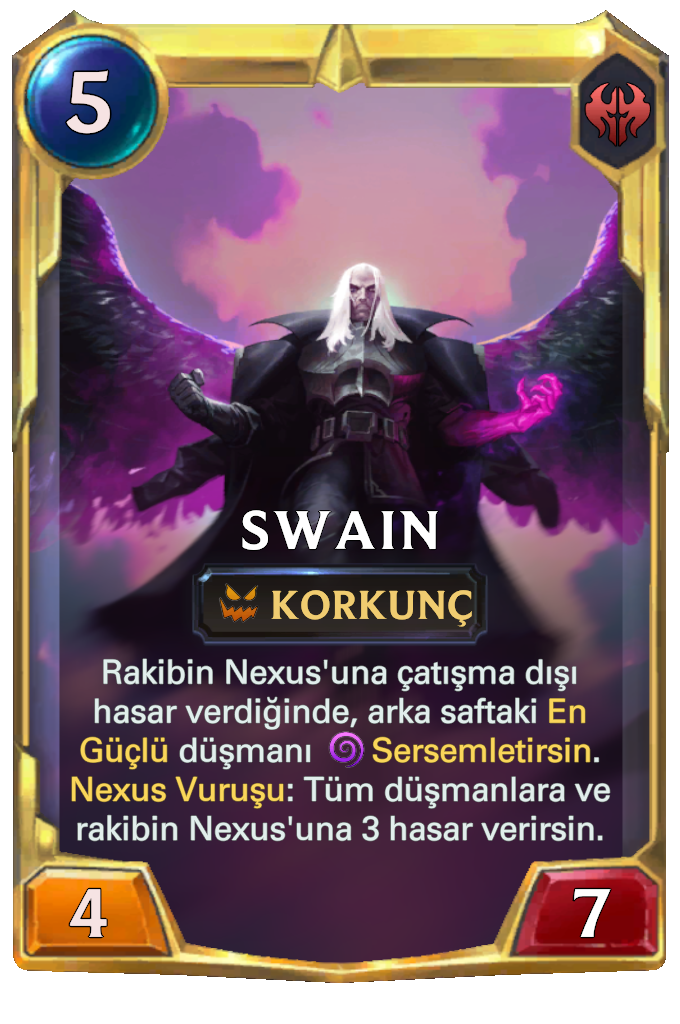 5
SWAIN
KORKUNÇ
Rakibin Nexus'una çatışma dışı
hasar verdiğinde, arka saftaki En
Güçlü düşmanı Sersemletirsin.
Nexus Vuruşu: Tüm düşmanlara ve
rakibin Nexus'una 3 hasar verirsin.
4
7